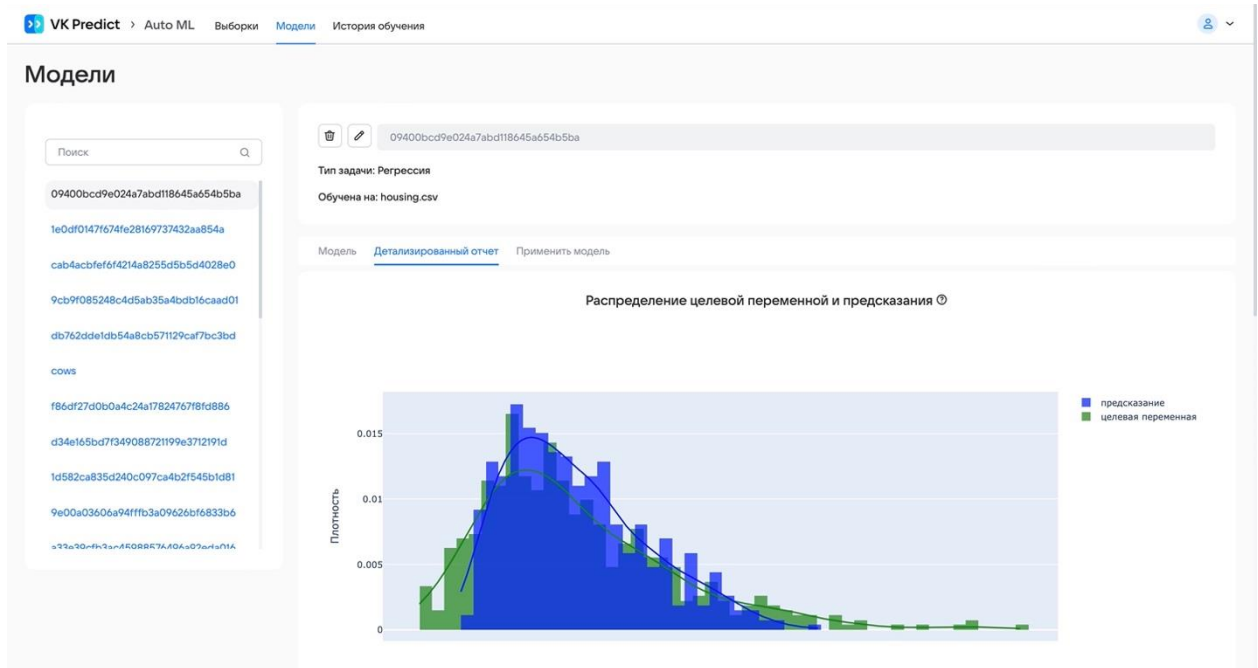 VK Predict > Auto ML Выборки Модели История обучения
Модели
Поиск
09400bcd9e024a7abd118645a654b5ba
1e0df0147f674fe28169737432aa854a
cab4acbfef6f4214a8255d5b5d4028e0
9cb9f085248c4d5ab35a4bdb16caad01
db762dde1db54a8cb571129caf7bc3bd
cows
f86df27d0b0a4c24a17824767f8fd886
d34e165bd7f349088721199e3712191d
1d582ca835d240c097ca4b2f545b1d81
9e00a03606a94fffb3a09626bf6833b6
a33e39cfb3ac45988576496a92eda016
09400bcd9e024a7abd118645a654b5ba
Тип задачи: Регрессия
Обучена на: housing.csv
Модель Детализированный отчет Применить модель
Распределение целевой переменной и предсказания
предсказание
целевая переменная
Плотность
0.015
0.01
0.005
0